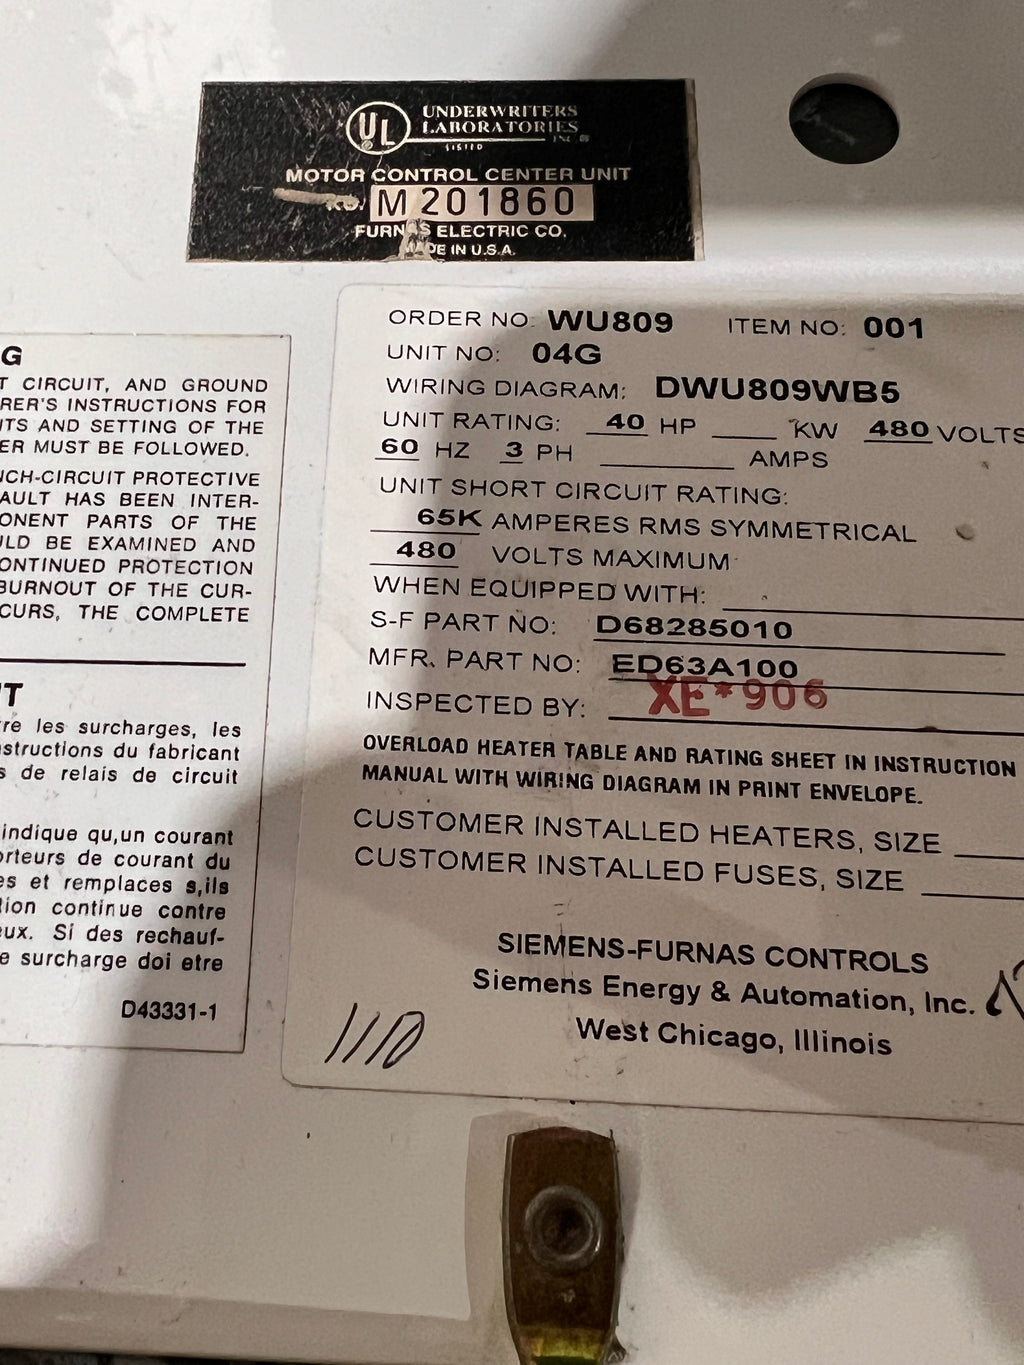 UL
UNDERWRITERS
LABORATORIES
INC ®
LISTED
MOTOR CONTROL CENTER UNIT
NO. M 201860
FURNAS ELECTRIC CO.
MADE IN U.S.A.
G
T CIRCUIT, AND GROUND
RER'S INSTRUCTIONS FOR
ITS AND SETTING OF THE
ER MUST BE FOLLOWED.
NCH-CIRCUIT PROTECTIVE
AULT HAS BEEN INTER-
ONENT PARTS OF THE
ULD BE EXAMINED AND
ONTINUED PROTECTION
BURNOUT OF THE CUR-
CURS, THE COMPLETE
IT
re les surcharges, les
structions du fabricant
s de relais de circuit
indique qu,un courant
orteurs de courant du
es et remplaces s,ils
tion continue contre
eux. Si des rechauf-
e surcharge doi etre
D43331-1
ORDER NO: WU809 ITEM NO: 001
UNIT NO: 04G
WIRING DIAGRAM: DWU809WB5
UNIT RATING: 40 HP ____ KW 480 VOLTS
60 HZ 3 PH ____ AMPS
UNIT SHORT CIRCUIT RATING:
65K AMPERES RMS SYMMETRICAL
480 VOLTS MAXIMUM
WHEN EQUIPPED WITH:
S-F PART NO: D68285010
MFR. PART NO: ED63A100
INSPECTED BY: XE*906
OVERLOAD HEATER TABLE AND RATING SHEET IN INSTRUCTION
MANUAL WITH WIRING DIAGRAM IN PRINT ENVELOPE.
CUSTOMER INSTALLED HEATERS, SIZE
CUSTOMER INSTALLED FUSES, SIZE
SIEMENS-FURNAS CONTROLS
Siemens Energy & Automation, Inc.
West Chicago, Illinois